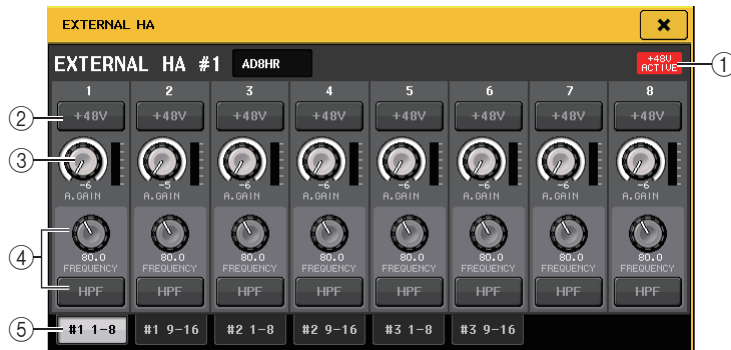 EXTERNAL HA
EXTERNAL HA #1 AD8HR +48V ACTIVE ①
1 2 3 4 5 6 7 8
② +48V +48V +48V +48V +48V +48V +48V +48V
③ -6 -5 -6 -6 -6 -6 -6 -6
A.GAIN A.GAIN A.GAIN A.GAIN A.GAIN A.GAIN A.GAIN A.GAIN
④ 80.0 80.0 80.0 80.0 80.0 80.0 80.0 80.0
FREQUENCY FREQUENCY FREQUENCY FREQUENCY FREQUENCY FREQUENCY FREQUENCY FREQUENCY
HPF HPF HPF HPF HPF HPF HPF HPF
⑤ #1 1-8 #1 9-16 #2 1-8 #2 9-16 #3 1-8 #3 9-16